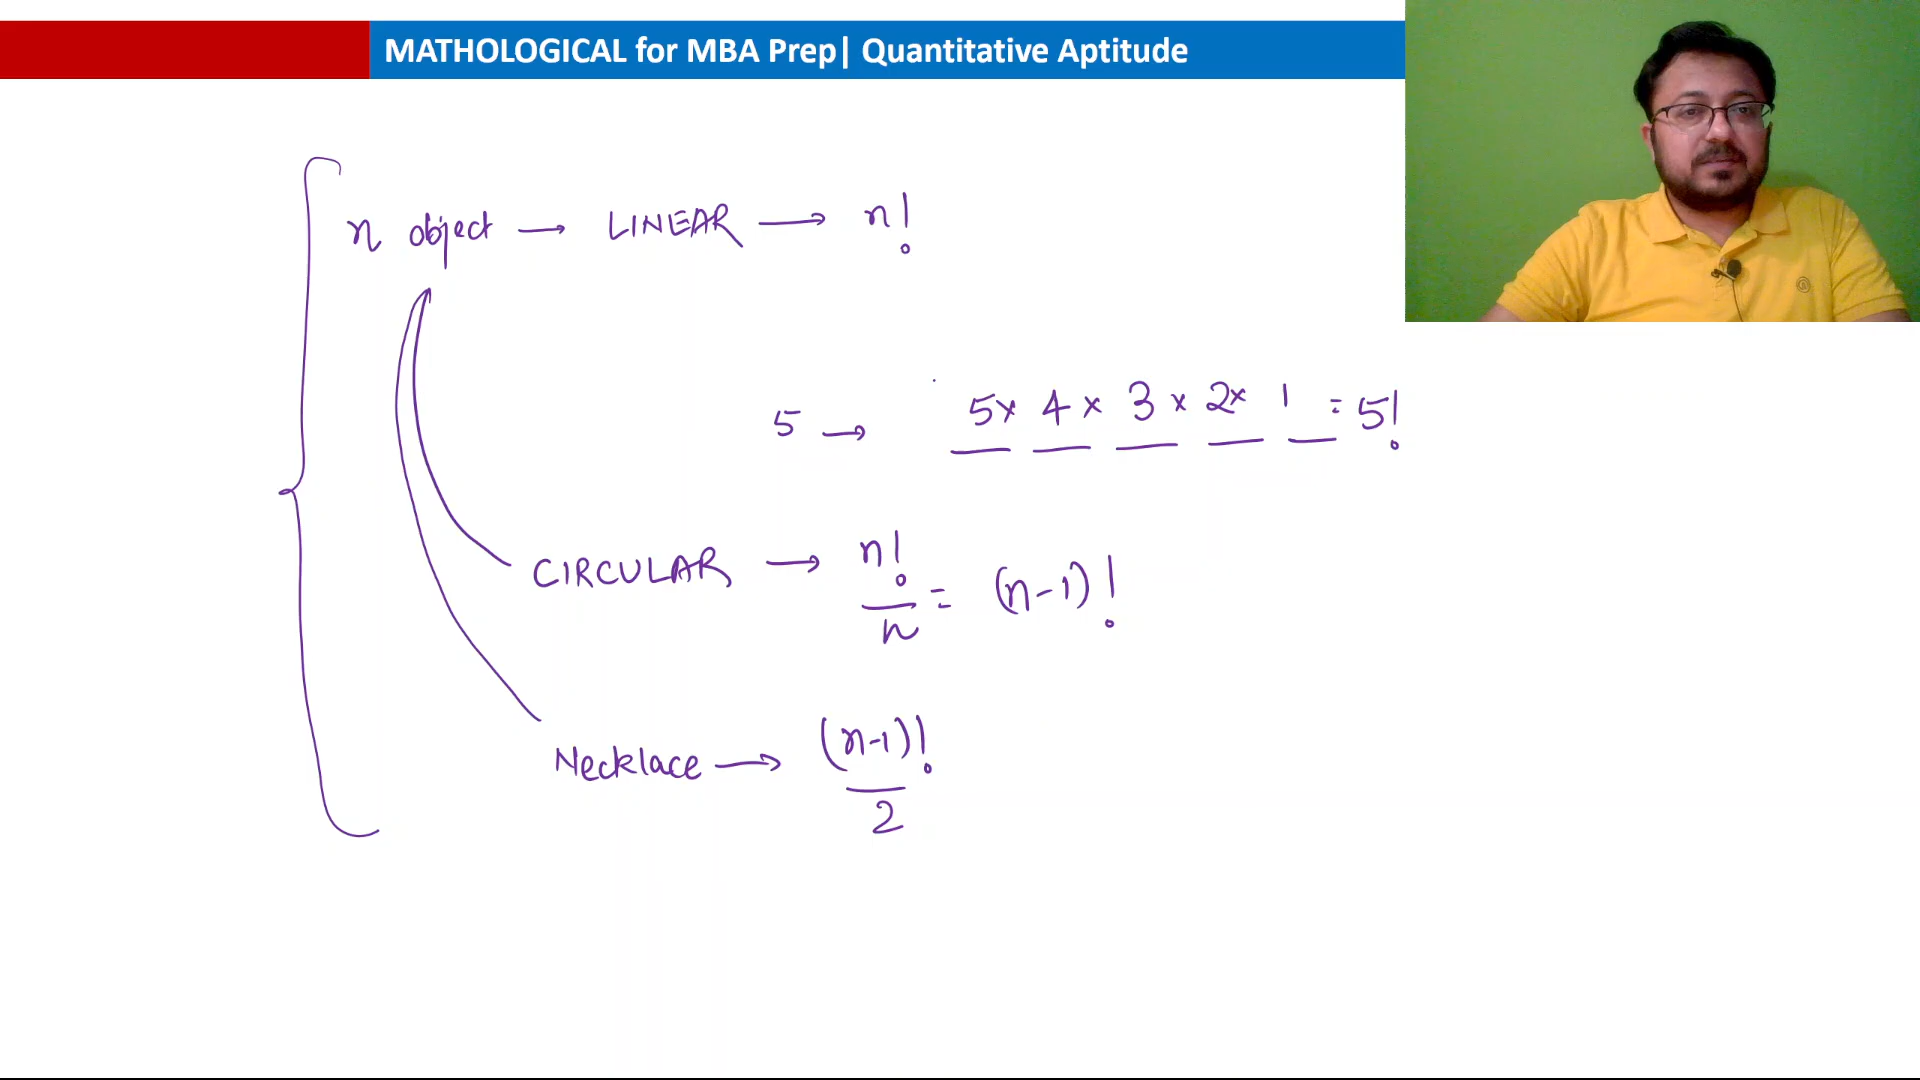 MATHOLOGICAL for MBA Prep| Quantitative Aptitude
n object → LINEAR → n!
5 → 5 x 4 x 3 x 2 x 1 = 5!
CIRCULAR → n!/n = (n-1)!
Necklace → (n-1)!/2